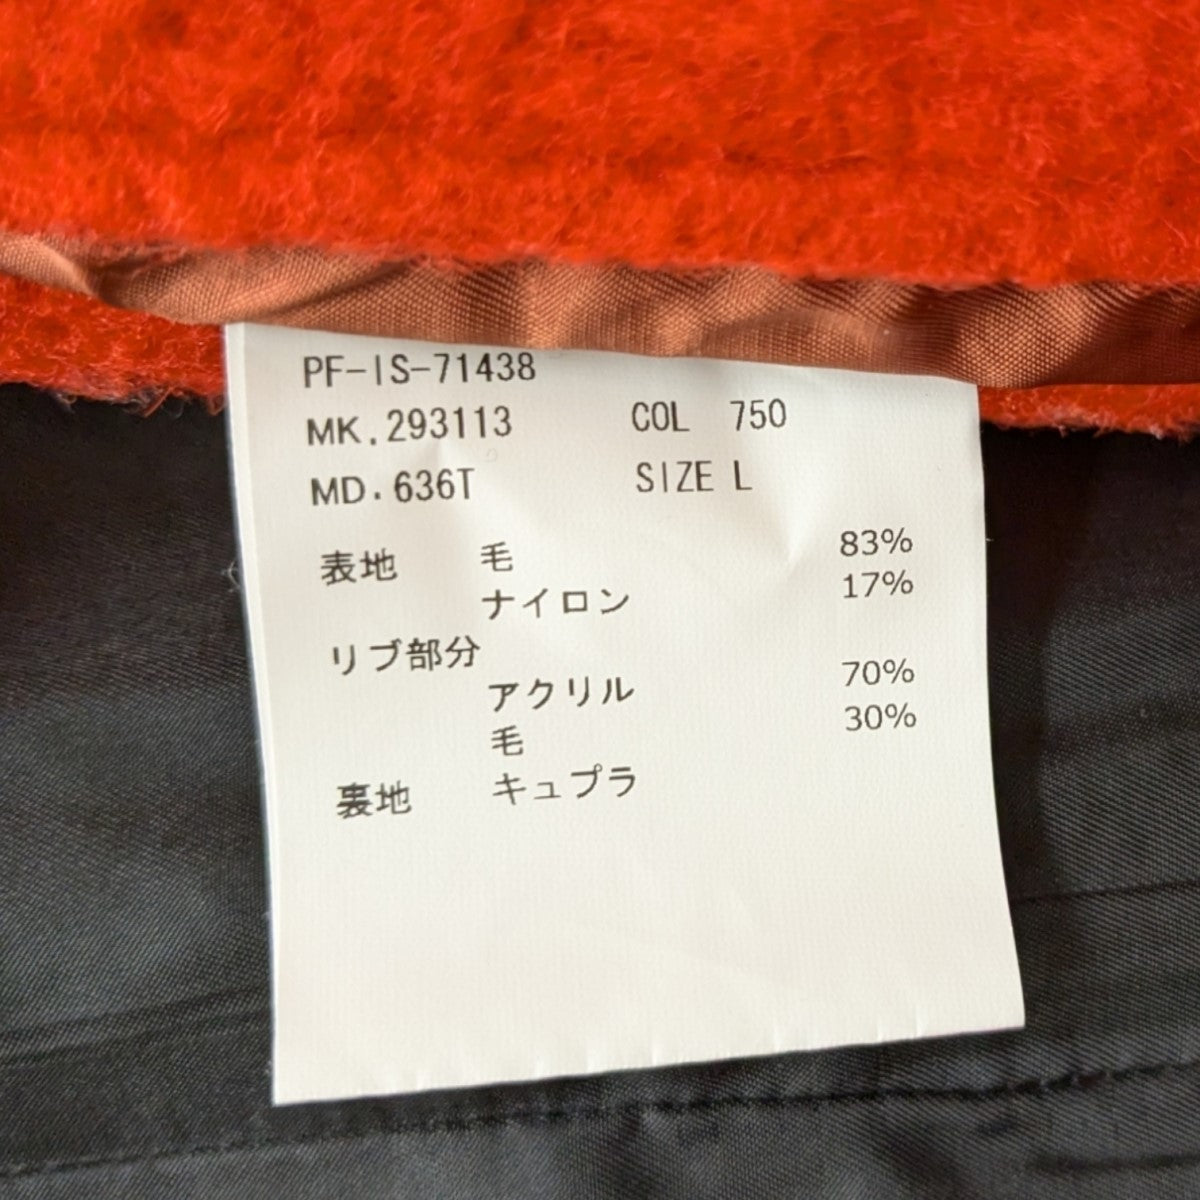 PF-IS-71438
MK.293113 COL 750
MD.636T SIZE L
表地 毛 83%
ナイロン 17%
リブ部分
アクリル 70%
毛 30%
裏地 キュプラ